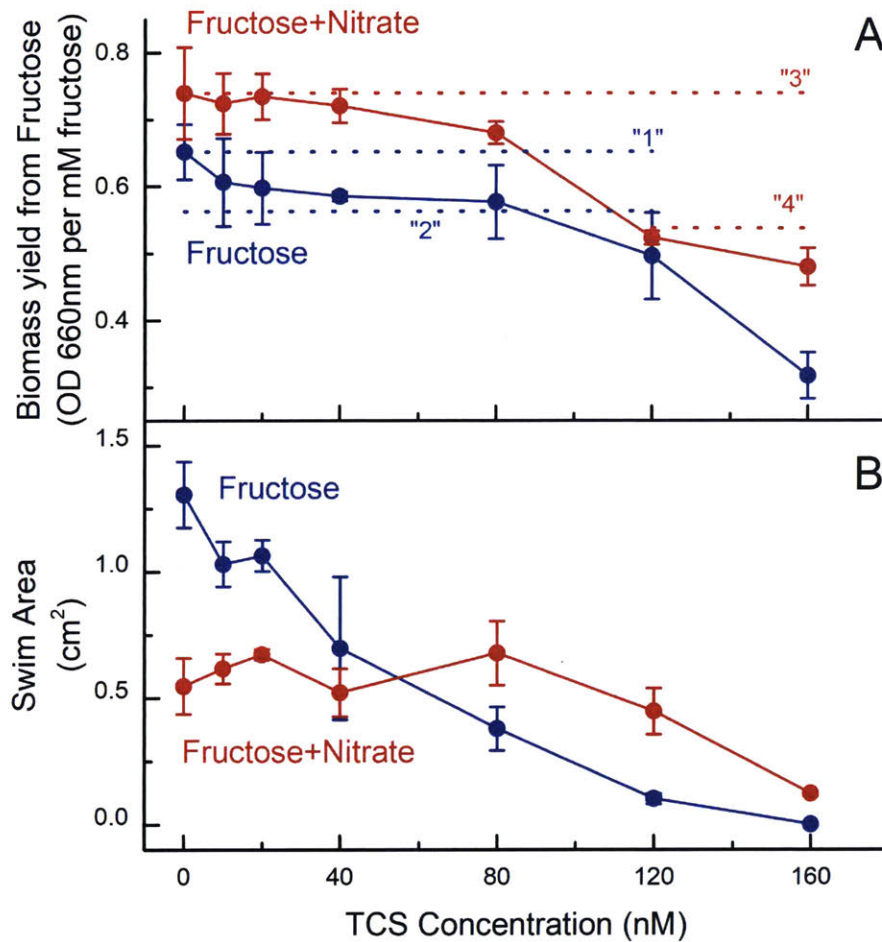 A
Fructose+Nitrate
Biomass yield from Fructose
(OD 660nm per mM fructose)
0.8
0.6
0.4
"3"
"1"
"2"
"4"
Fructose
B
Swim Area
(cm²)
1.5
1.0
0.5
0.0
Fructose
Fructose+Nitrate
0 40 80 120 160
TCS Concentration (nM)